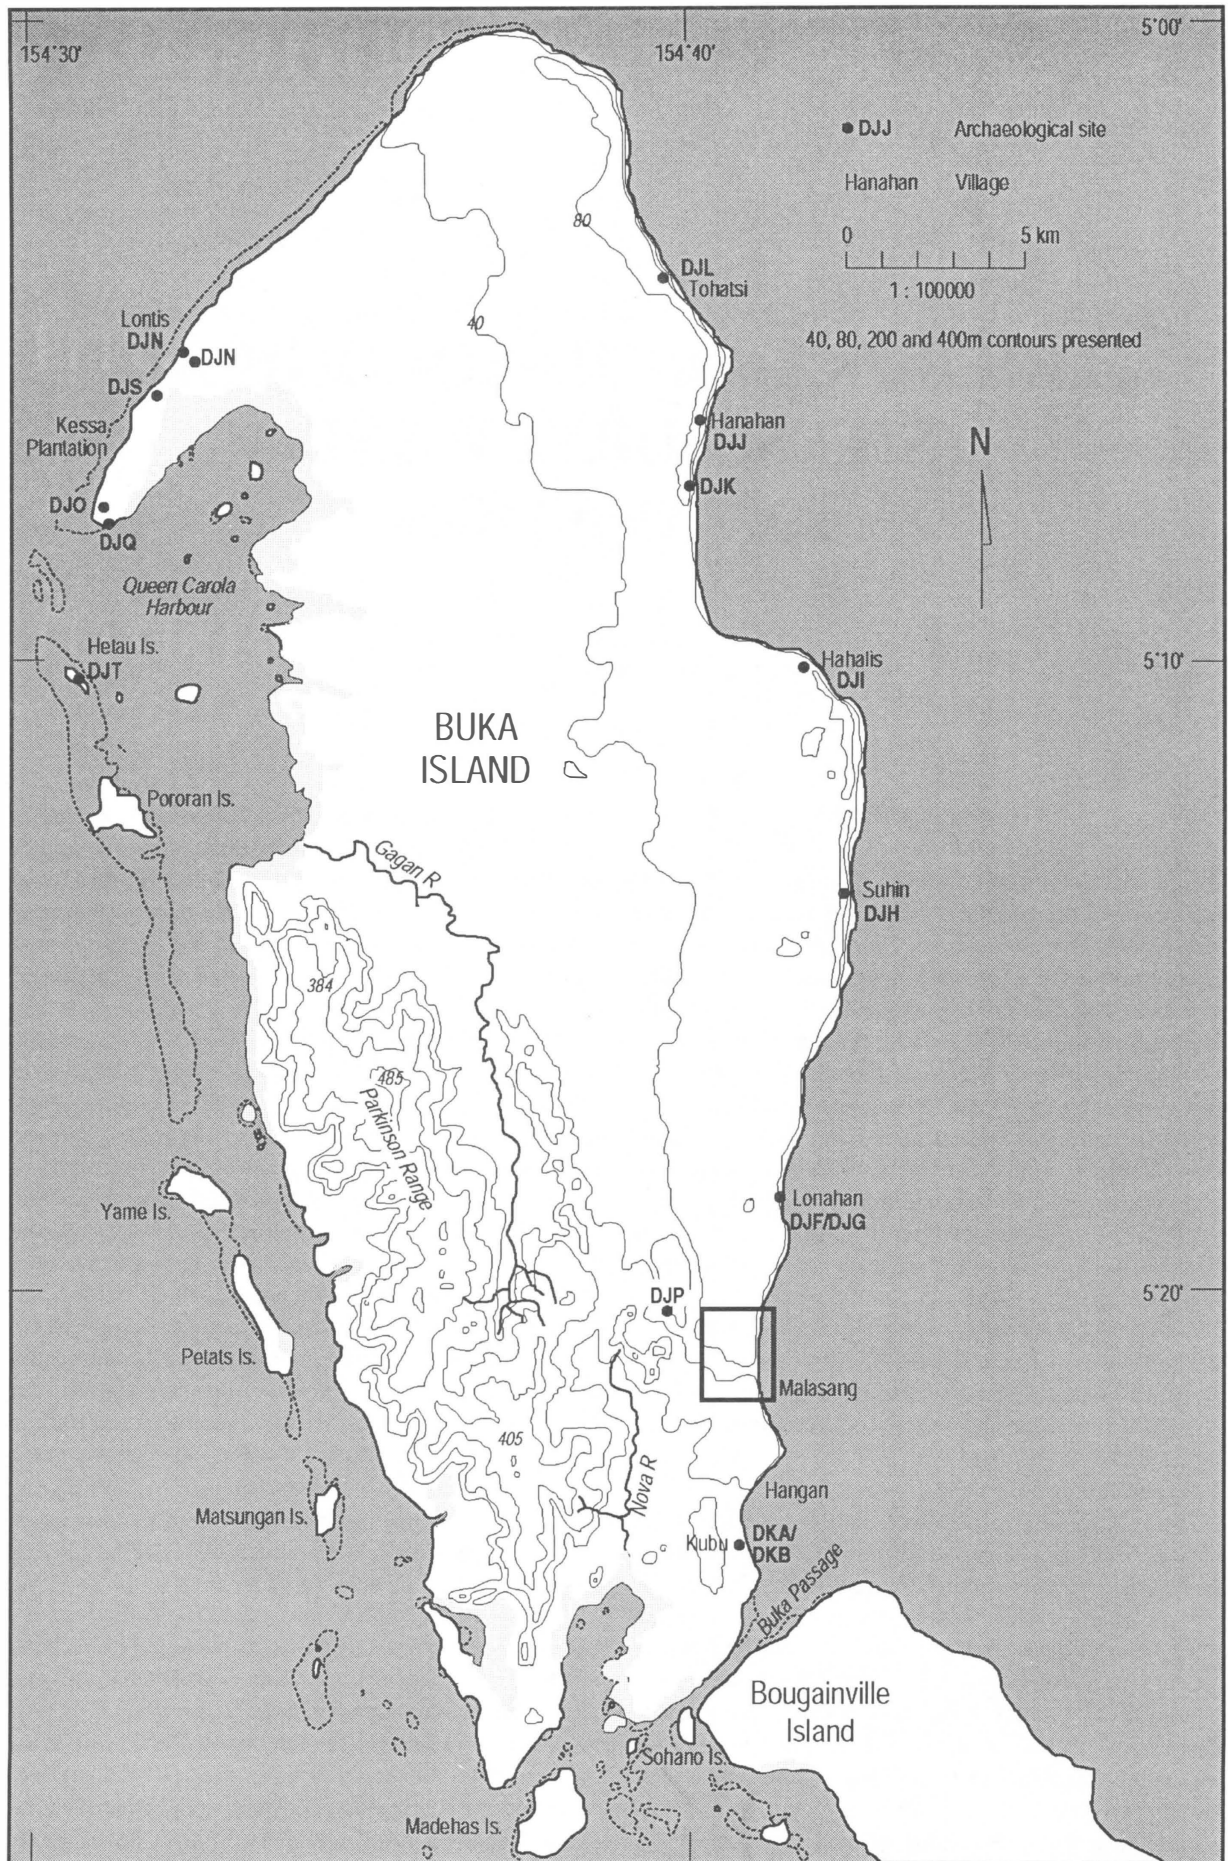 154°30'
154°40'
5°00'
DJJ Archaeological site
Hanahan Village
0 5 km
1 : 100000
40, 80, 200 and 400m contours presented
80
DJL
Tohatsi
40
Lontis
DJN
DJN
DJS
Kessa
Plantation
Hanahan
DJJ
N
DJK
DJO
DJQ
Queen Carola
Harbour
Hetau Is.
DJT
Hahalis
DJI
5°10'
BUKA
ISLAND
Pororan Is.
Gagan R
Suhin
DJH
384
485
Parkinson Range
Yame Is.
Lonahan
DJF/DJG
5°20'
DJP
Petats Is.
Malasang
405
Nova R
Hangan
Matsungan Is.
Kubu
DKA/
DKB
Buka Passage
Bougainville
Island
Sohano Is.
Madehas Is.